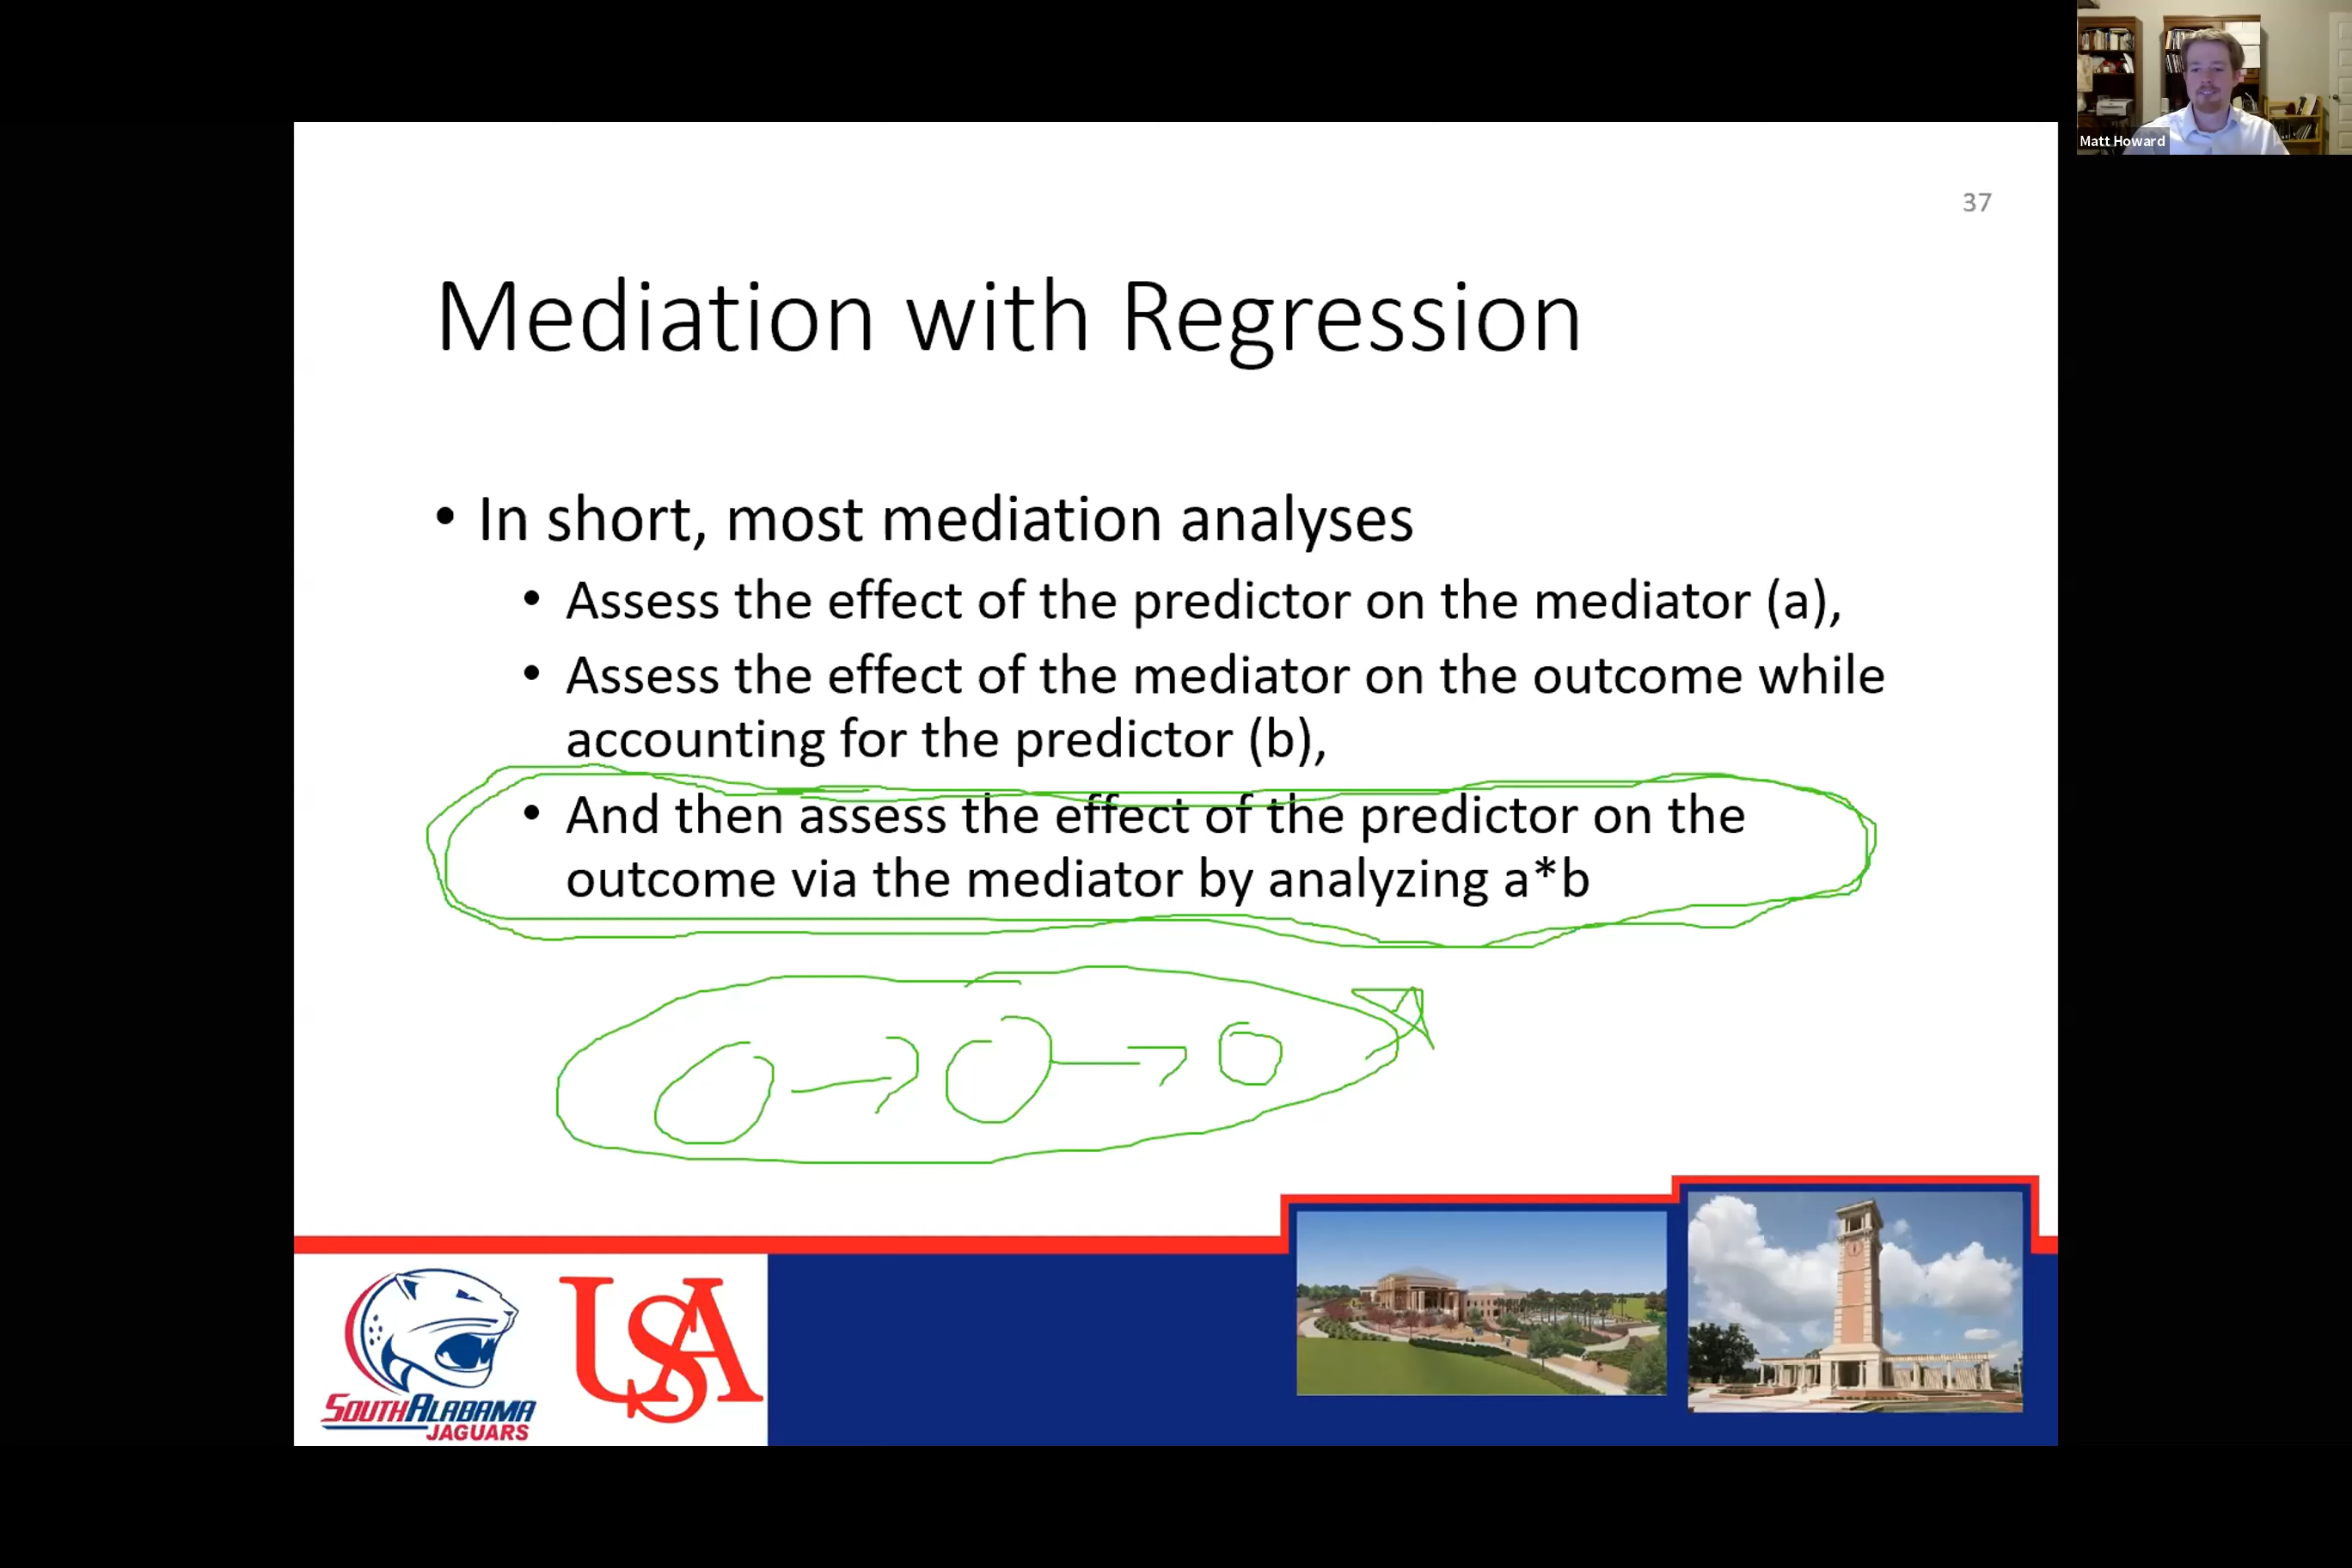 Matt Howard
37
Mediation with Regression
• In short, most mediation analyses
• Assess the effect of the predictor on the mediator (a),
• Assess the effect of the mediator on the outcome while
accounting for the predictor (b),
• And then assess the effect of the predictor on the
outcome via the mediator by analyzing a*b
USA
SOUTH ALABAMA
JAGUARS